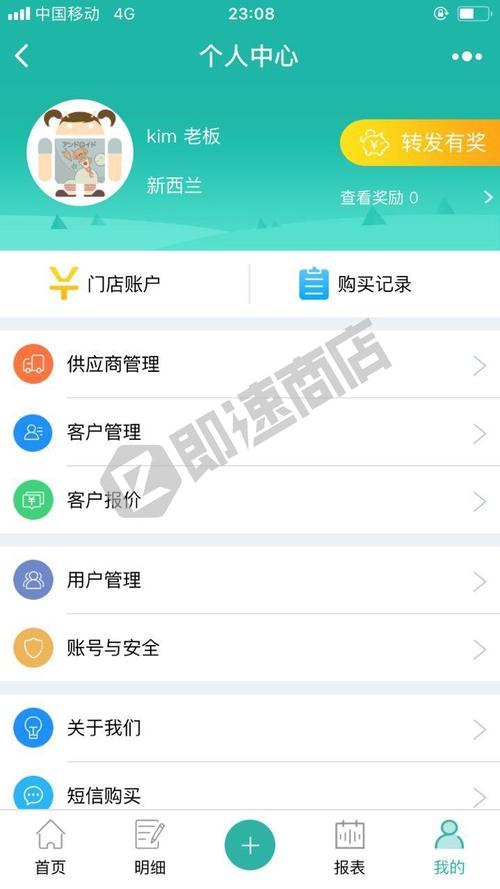 中国移动 4G 23:08
个人中心
アンドロイド
kim 老板
转发有奖
新西兰
查看奖励 0
门店账户 购买记录
供应商管理
即速商店
客户管理
客户报价
用户管理
账号与安全
关于我们
短信购买
首页 明细 报表 我的